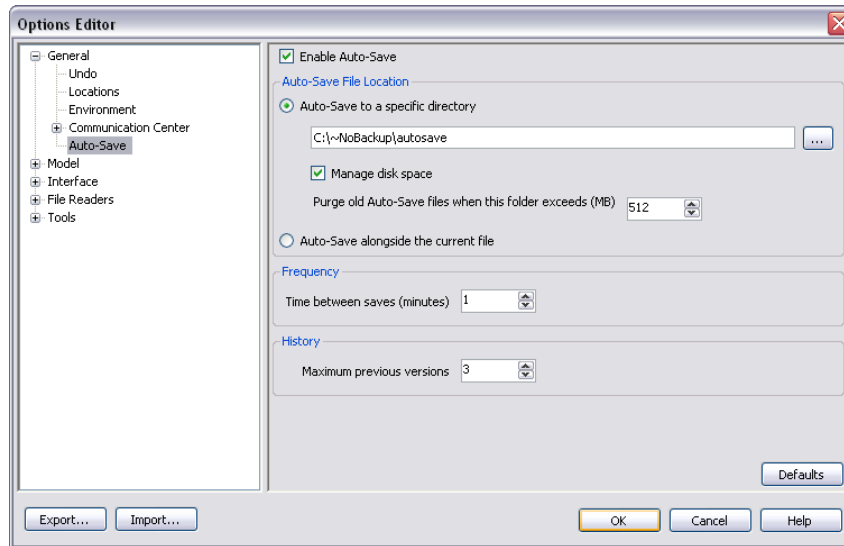 Options Editor
General
Undo
Locations
Environment
Communication Center
Auto-Save
Model
Interface
File Readers
Tools
Enable Auto-Save
Auto-Save File Location
Auto-Save to a specific directory
C:\~NoBackup\autosave
...
Manage disk space
Purge old Auto-Save files when this folder exceeds (MB) 512
Auto-Save alongside the current file
Frequency
Time between saves (minutes) 1
History
Maximum previous versions 3
Defaults
Export... Import... OK Cancel Help